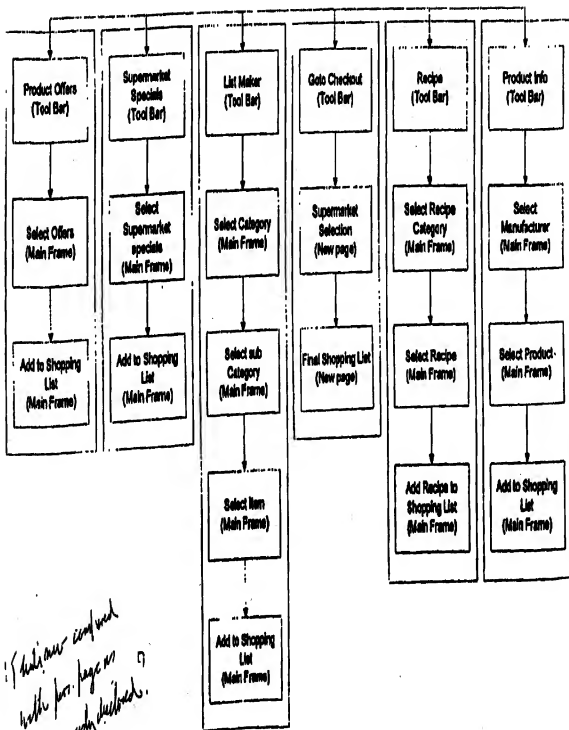 Product Offers
(Tool Bar)
Select Offers
(Main Frame)
Add to Shopping
List
(Main Frame)
Supermarket
Specials
(Tool Bar)
Select
Supermarket
specials
(Main Frame)
Add to Shopping
List
(Main Frame)
List Maker
(Tool Bar)
Select Category
(Main Frame)
Select sub
Category
(Main Frame)
Select Item
(Main Frame)
Add to Shopping
List
(Main Frame)
Goto Checkout
(Tool Bar)
Supermarket
Selection
(New page)
Final Shopping List
(New page)
Recipe
(Tool Bar)
Select Recipe
Category
(Main Frame)
Select Recipe
(Main Frame)
Add Recipe to
Shopping List
(Main Frame)
Product Info
(Tool Bar)
Select
Manufacturer
(Main Frame)
Select Product
(Main Frame)
Add to Shopping
List
(Main Frame)
with